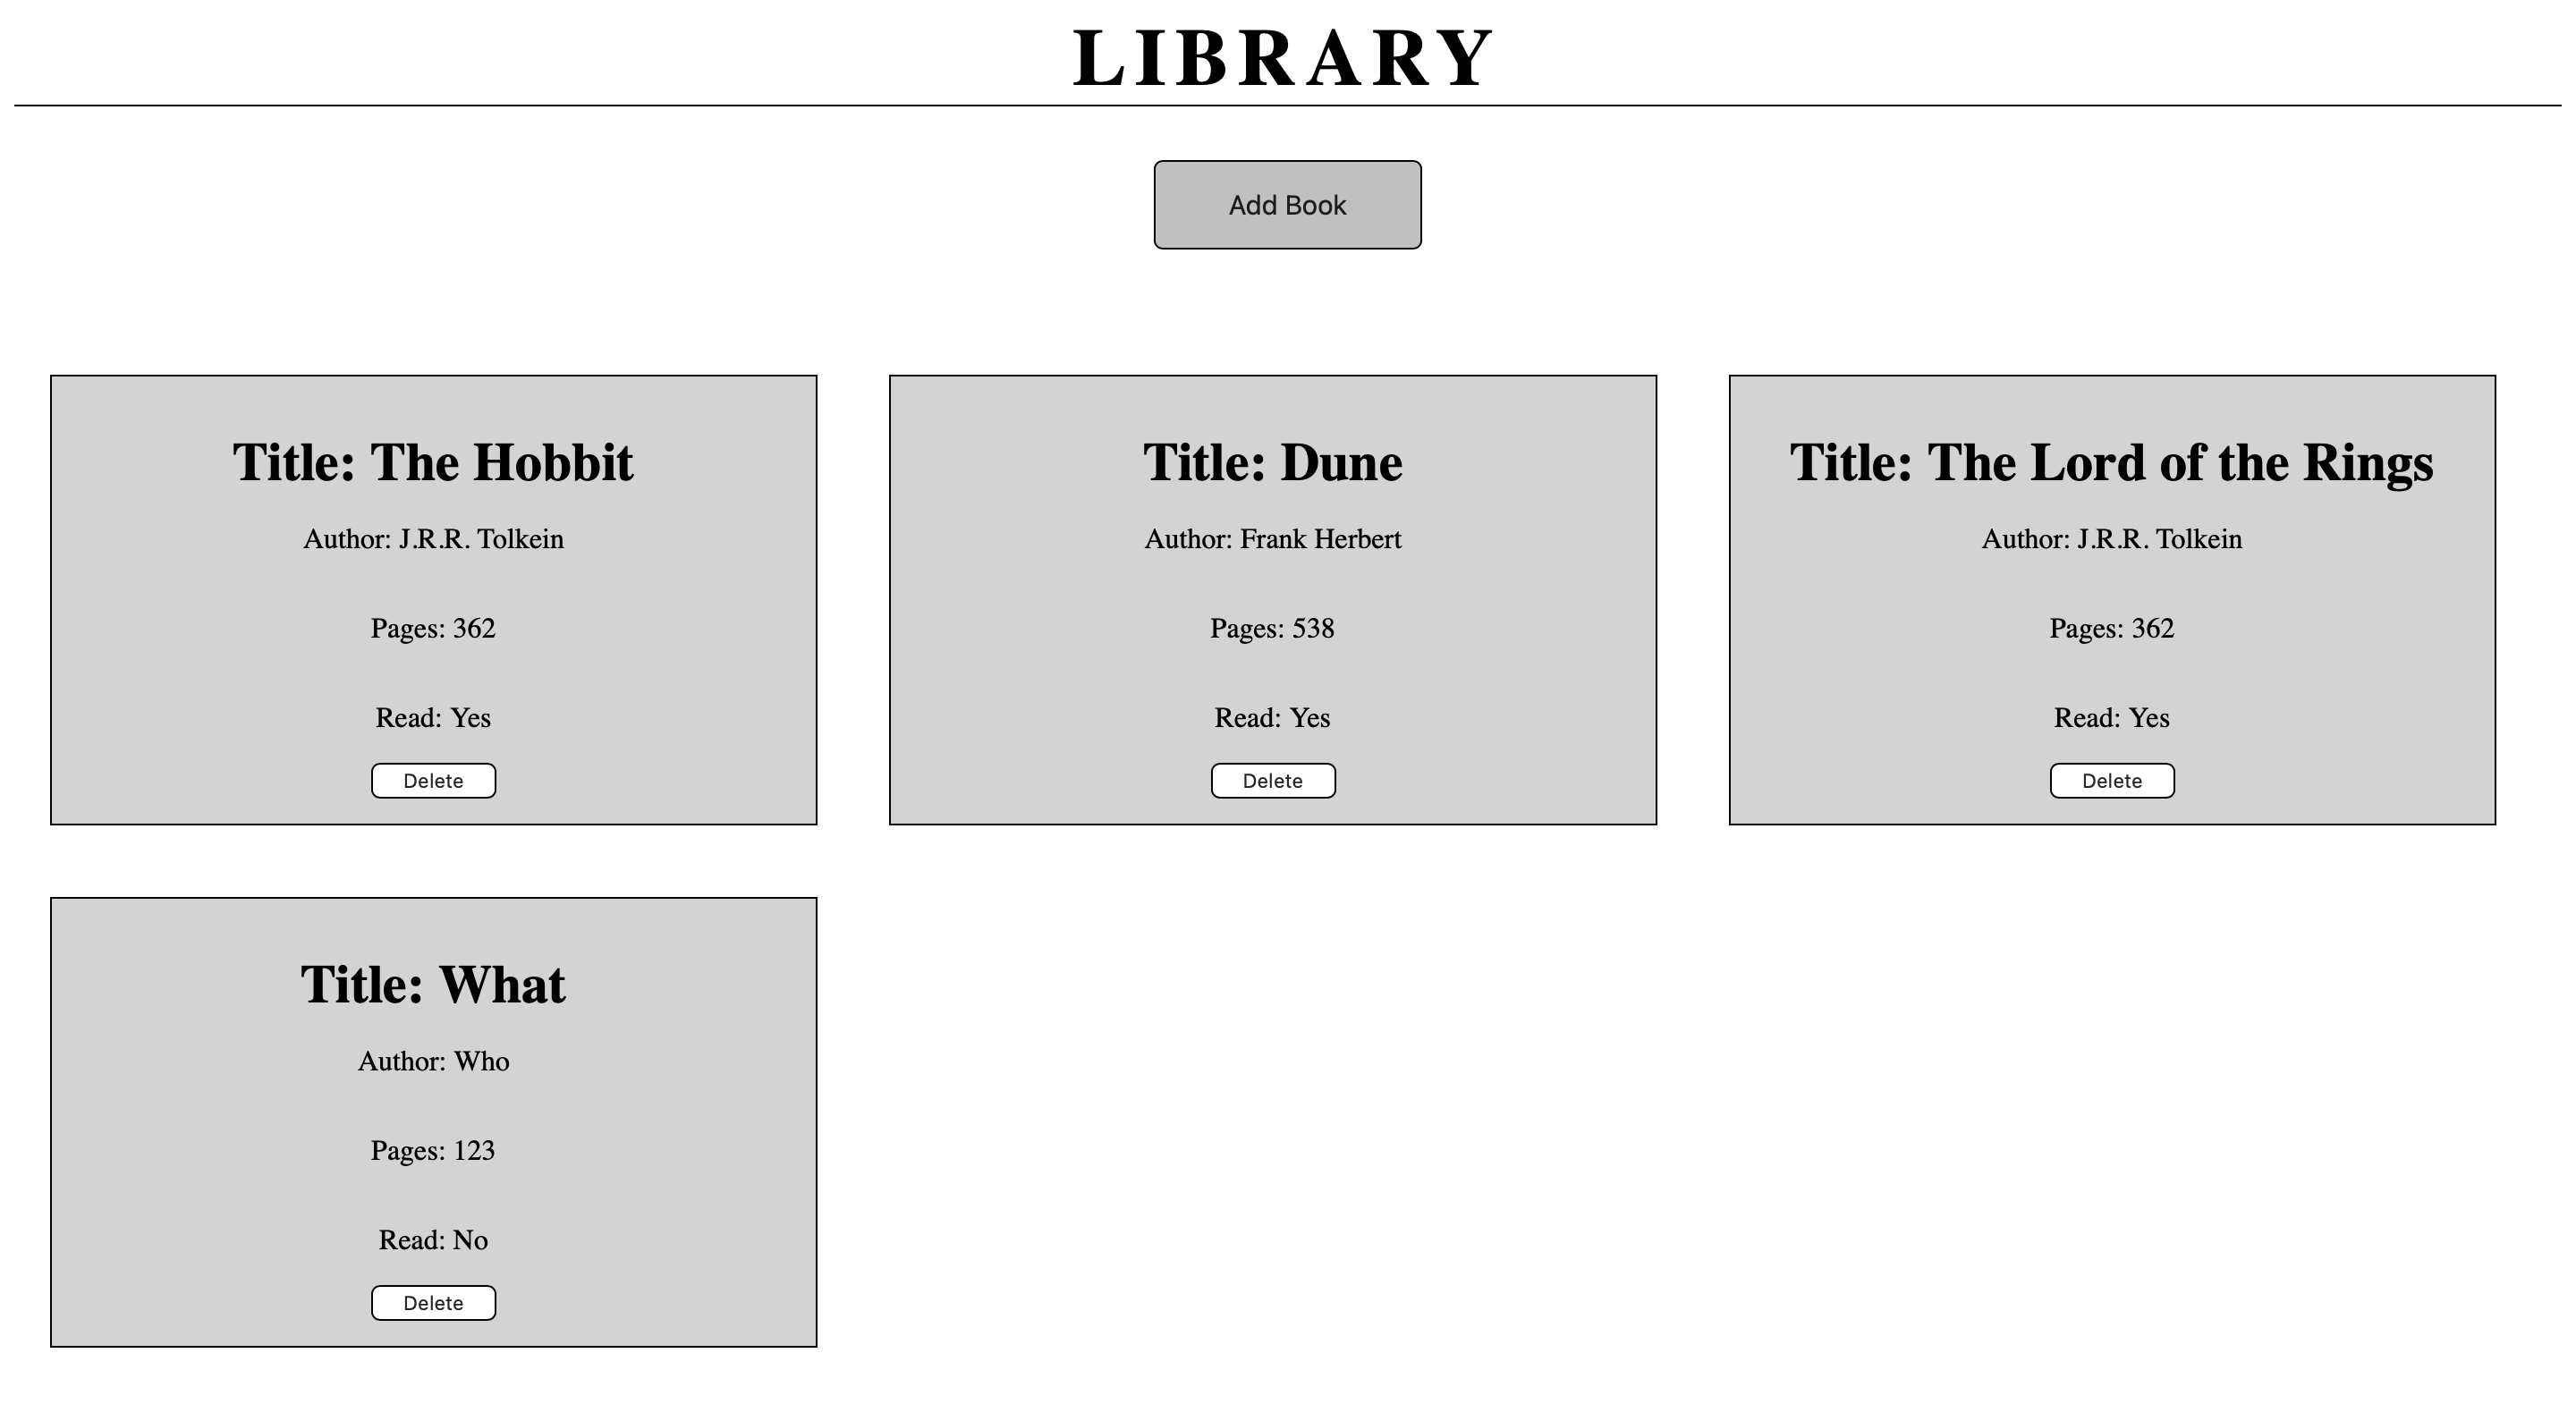 LIBRARY
Add Book
Title: The Hobbit
Author: J.R.R. Tolkein
Pages: 362
Read: Yes
Delete
Title: Dune
Author: Frank Herbert
Pages: 538
Read: Yes
Delete
Title: The Lord of the Rings
Author: J.R.R. Tolkein
Pages: 362
Read: Yes
Delete
Title: What
Author: Who
Pages: 123
Read: No
Delete